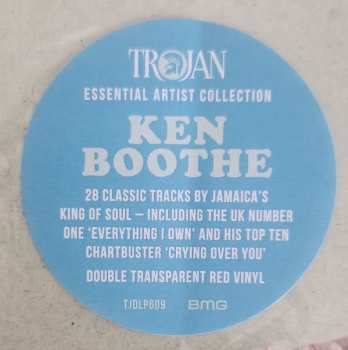 TROJAN
ESSENTIAL ARTIST COLLECTION
KEN
BOOTHE
28 CLASSIC TRACKS BY JAMAICA'S
KING OF SOUL – INCLUDING THE UK NUMBER
ONE 'EVERYTHING I OWN' AND HIS TOP TEN
CHARTBUSTER 'CRYING OVER YOU'
DOUBLE TRANSPARENT RED VINYL
TJDLP609 BMG